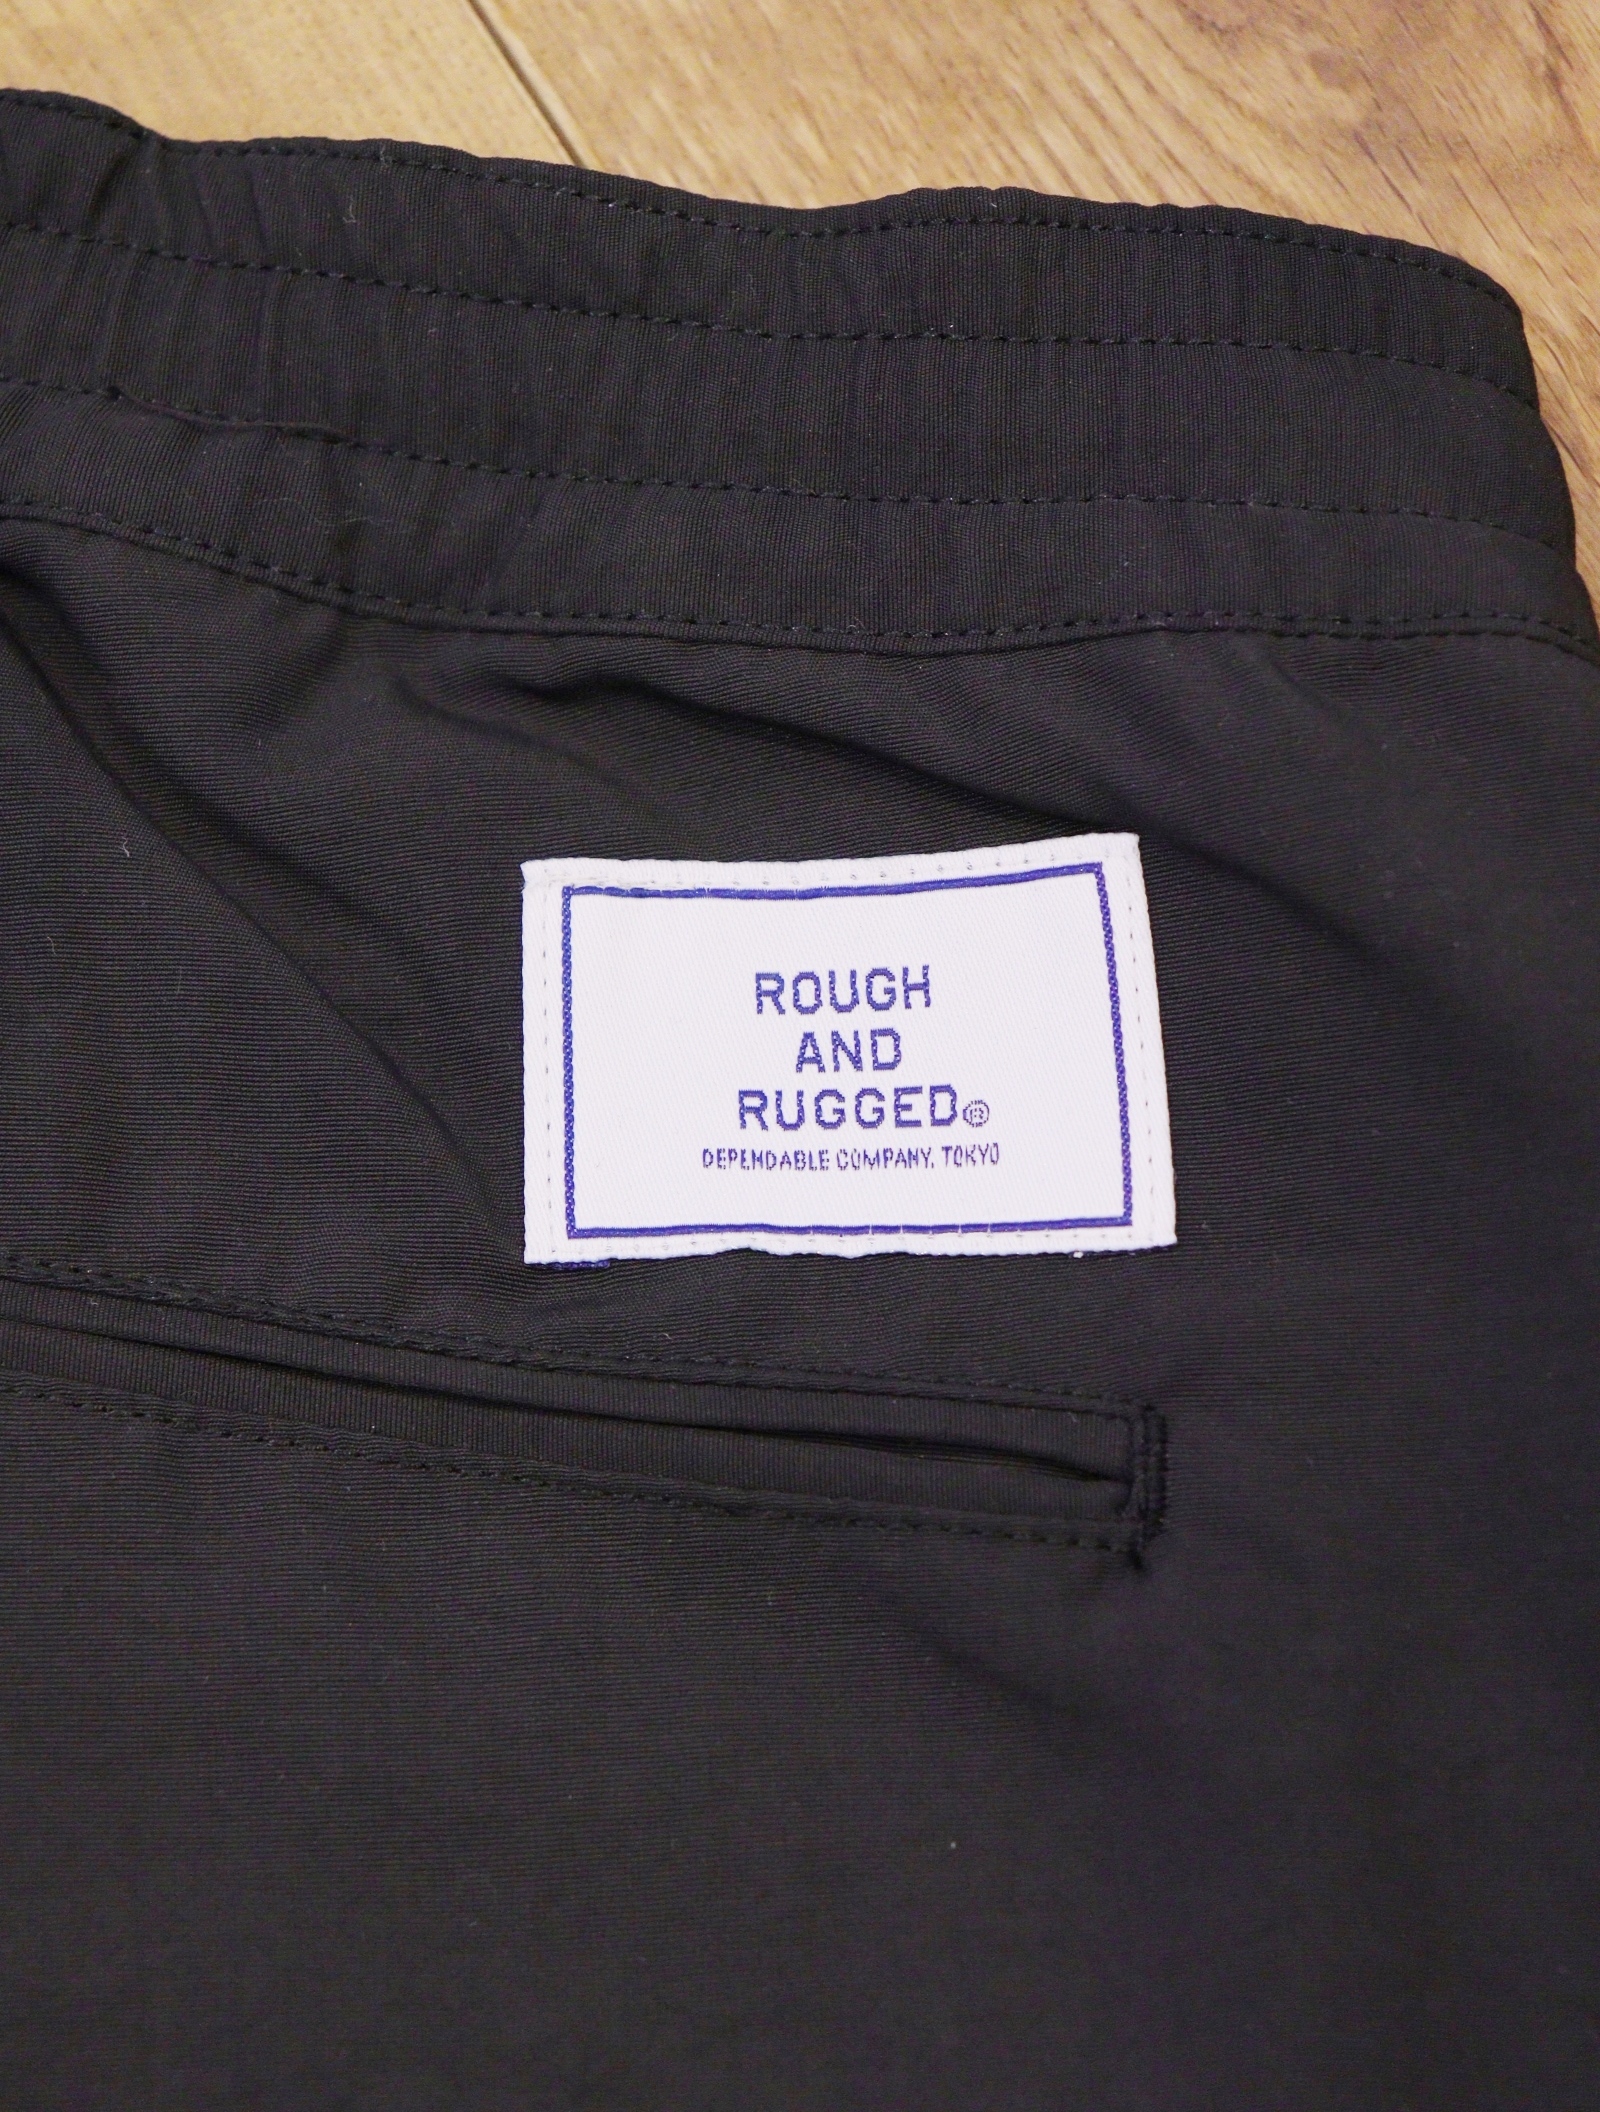 ROUGH
AND
RUGGED®
DEPENDABLE COMPANY, TOKYO